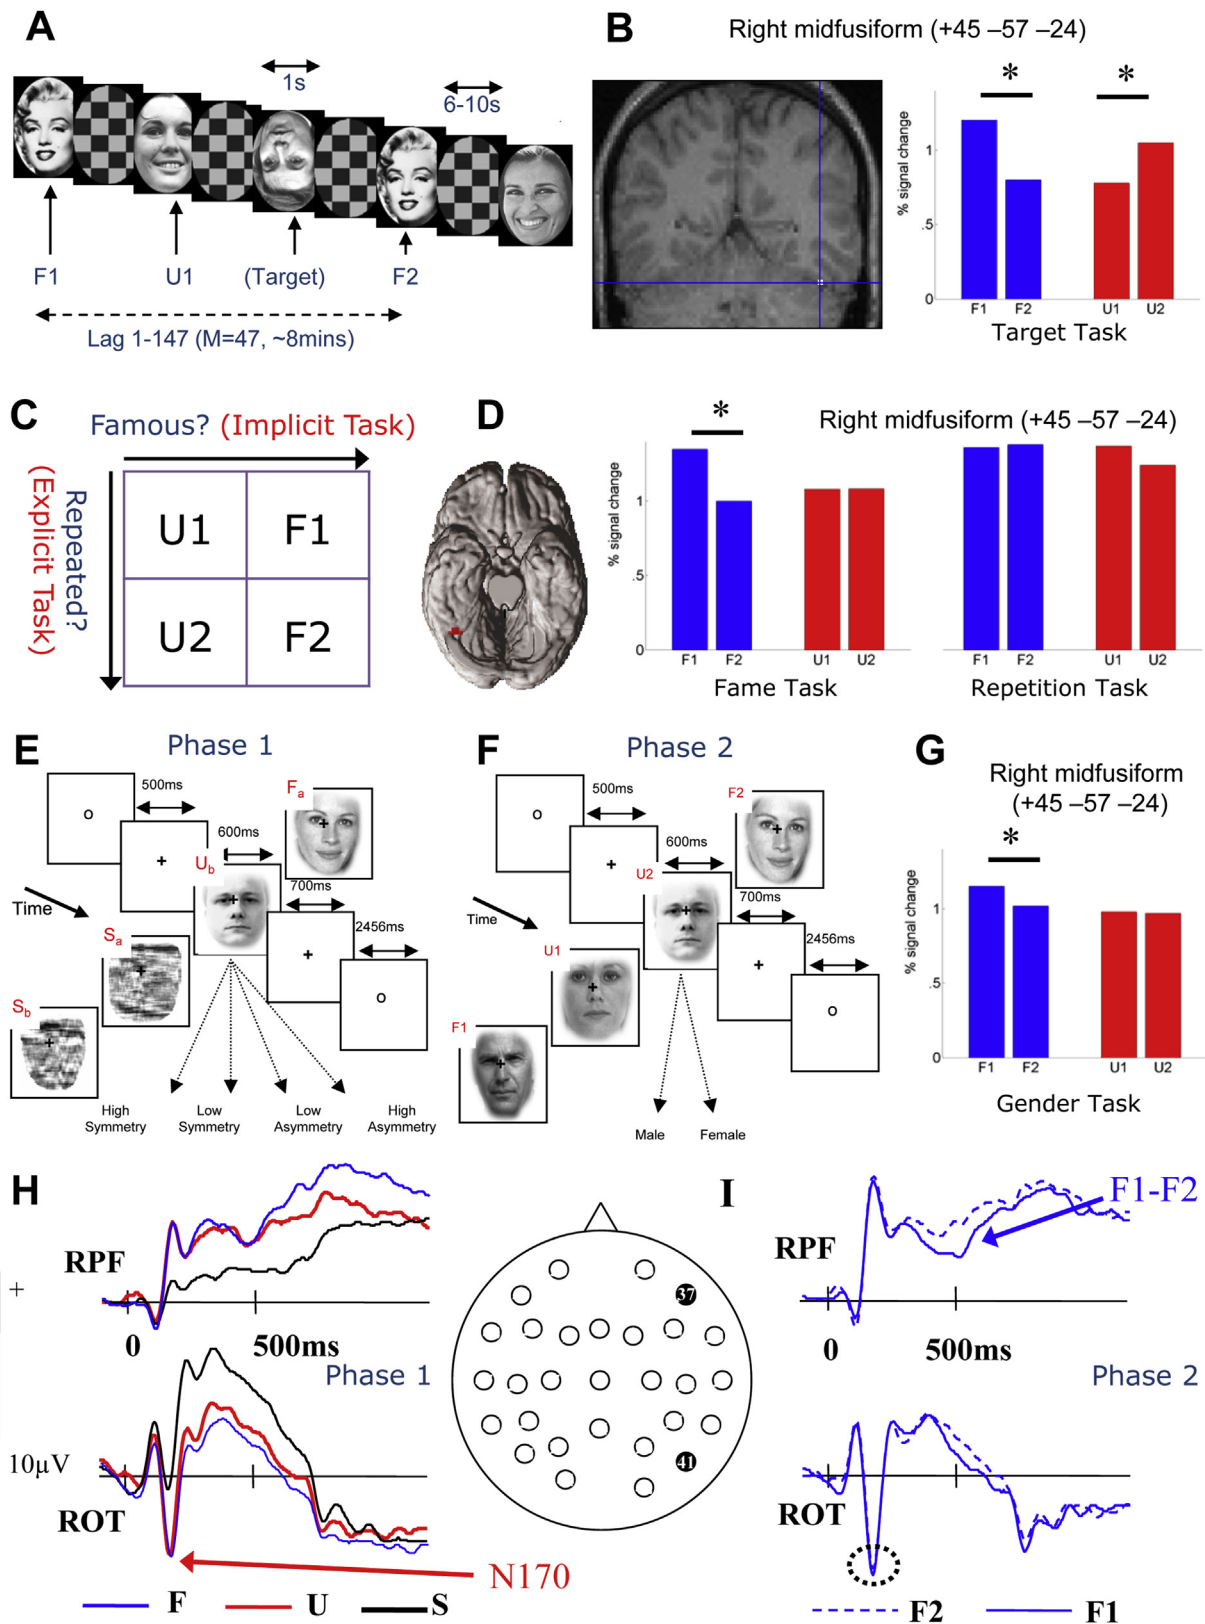 A
1s
6-10s
F1
U1
(Target)
F2
Lag 1-147 (M=47, ~8mins)
B
Right midfusiform (+45 –57 –24)
*
*
% signal change
1
.5
0
F1
F2
U1
U2
Target Task
C
Famous? (Implicit Task)
Repeated?
(Explicit Task)
U1
F1
U2
F2
D
Right midfusiform (+45 –57 –24)
*
% signal change
1
.5
0
F1
F2
U1
U2
Fame Task
F1
F2
U1
U2
Repetition Task
E
Phase 1
500ms
Fa
600ms
Ub
700ms
Time
Sa
2456ms
Sb
High
Symmetry
Low
Symmetry
Low
Asymmetry
High
Asymmetry
F
Phase 2
500ms
F2
600ms
U2
700ms
Time
U1
2456ms
F1
Male
Female
G
Right midfusiform
(+45 –57 –24)
*
% signal change
1
.5
0
F1
F2
U1
U2
Gender Task
H
RPF
+
0
500ms
Phase 1
10µV
ROT
N170
F
U
S
37
41
I
F1-F2
RPF
0
500ms
Phase 2
ROT
F2
F1